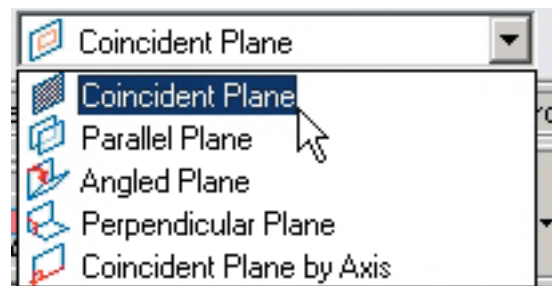 Coincident Plane
Coincident Plane
Parallel Plane
Angled Plane
Perpendicular Plane
Coincident Plane by Axis